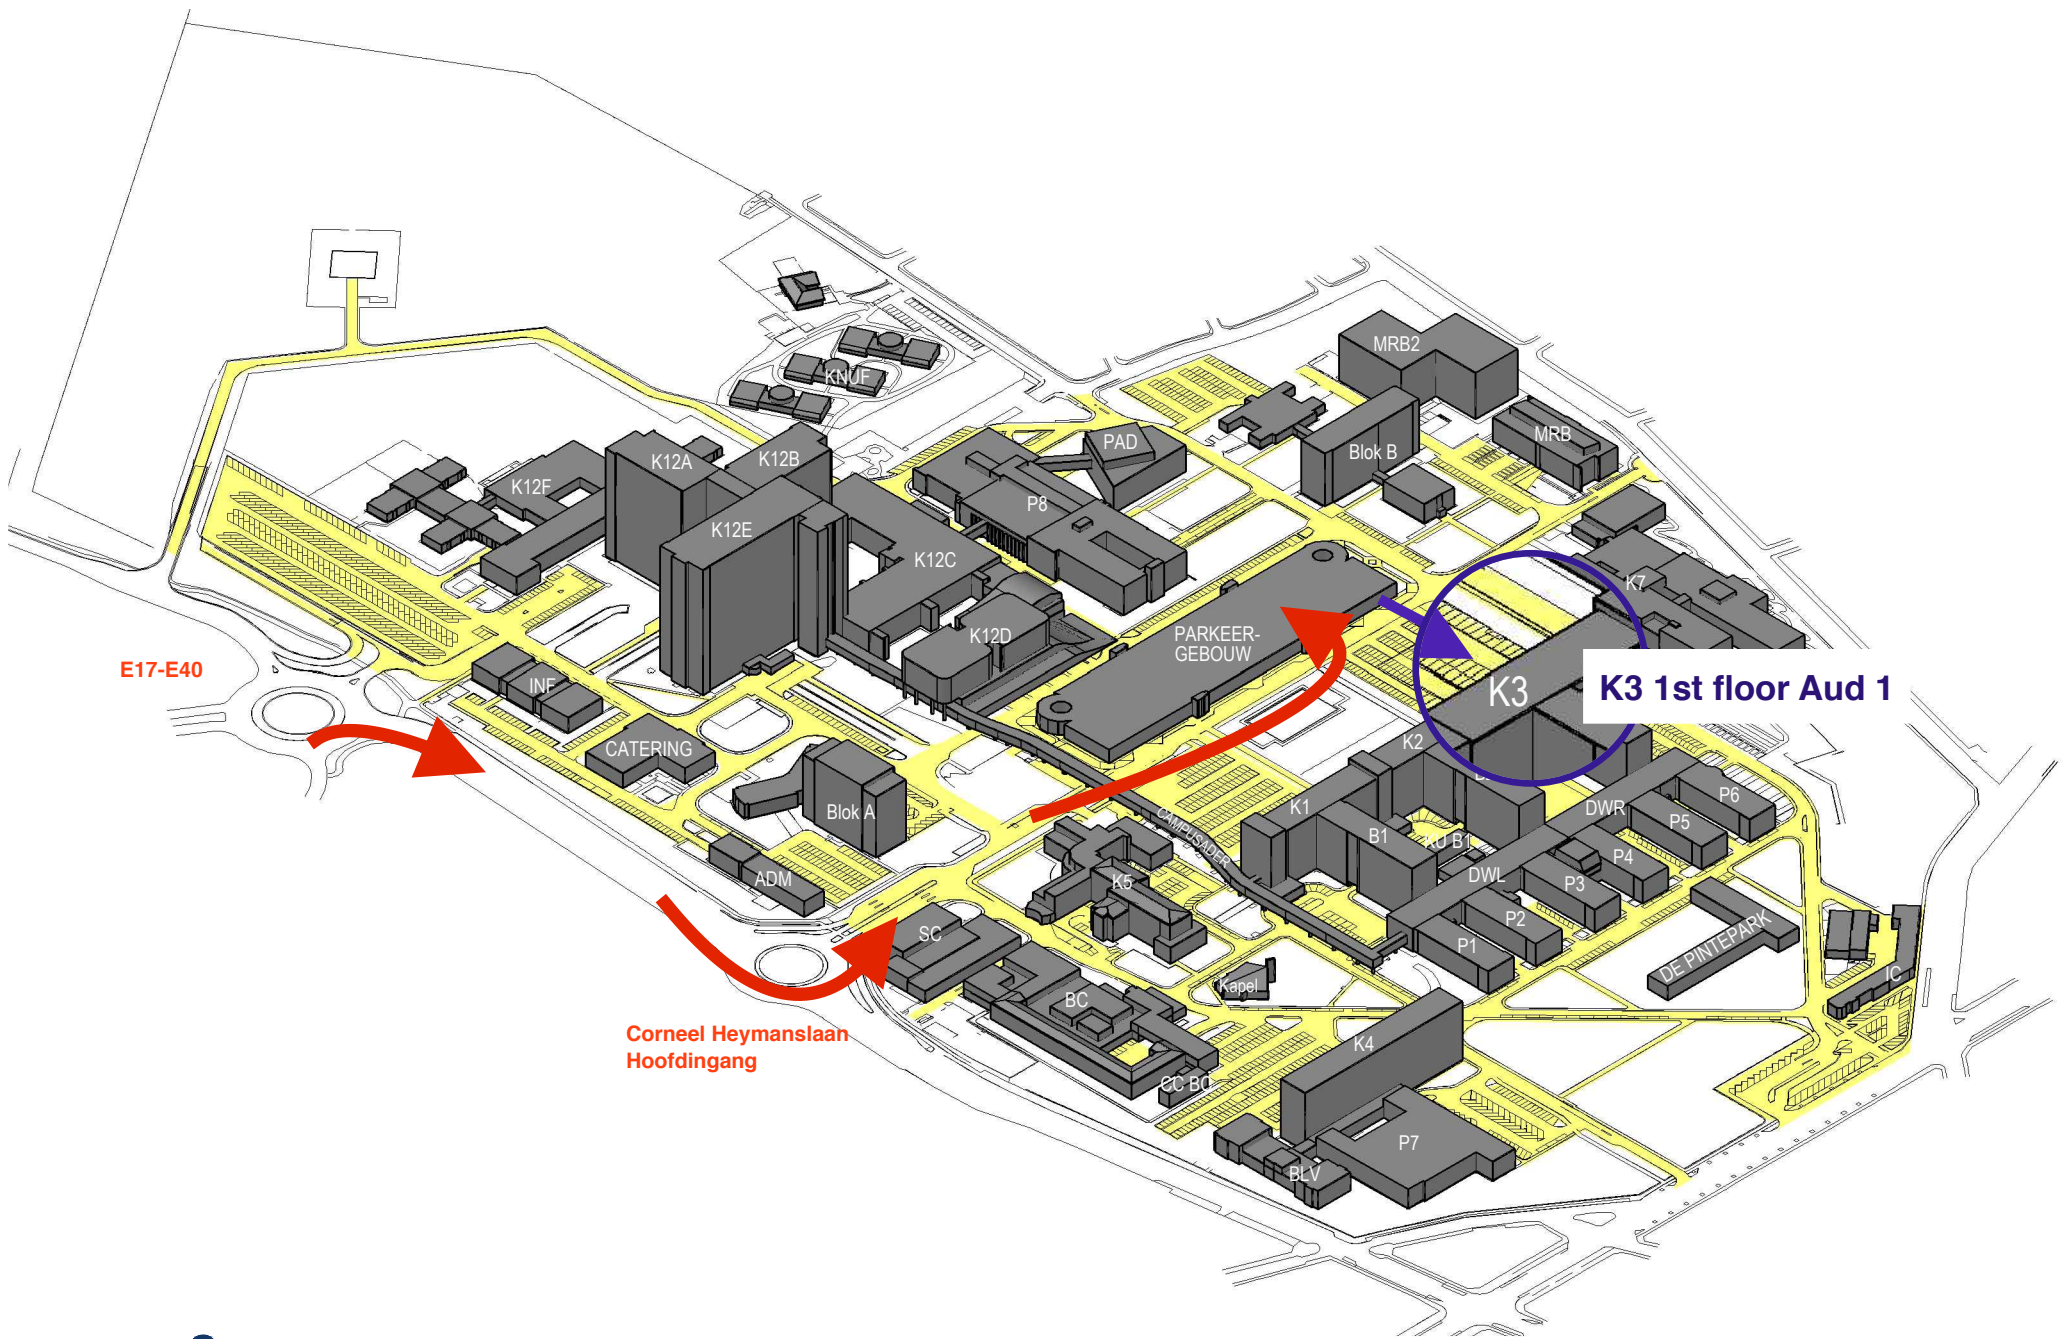 MRB2
KNUF
PAD
Blok B
MRB
K12A
K12B
K12F
P8
K12E
K12C
K7
K12D
PARKEER-
GEBOUW
E17-E40
INF
K3
K3 1st floor Aud 1
CATERING
K2
P6
Blok A
K1
CAMPUSADER
DWR
P5
B1
KU B1
P4
ADM
K5
DWL
P3
P2
SC
P1
DE PINTEPARK
IC
Kapel
BC
Corneel Heymanslaan
Hoofdingang
K4
CC BC
P7
BLV